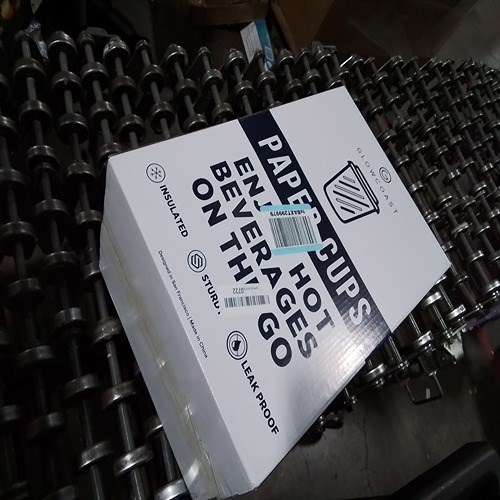 GLOWCOAST
PAPER CUPS
ENJOY HOT
BEVERAGES
ON THE GO
INSULATED
STURDY
LEAK PROOF
Designed in San Francisco | Made in China